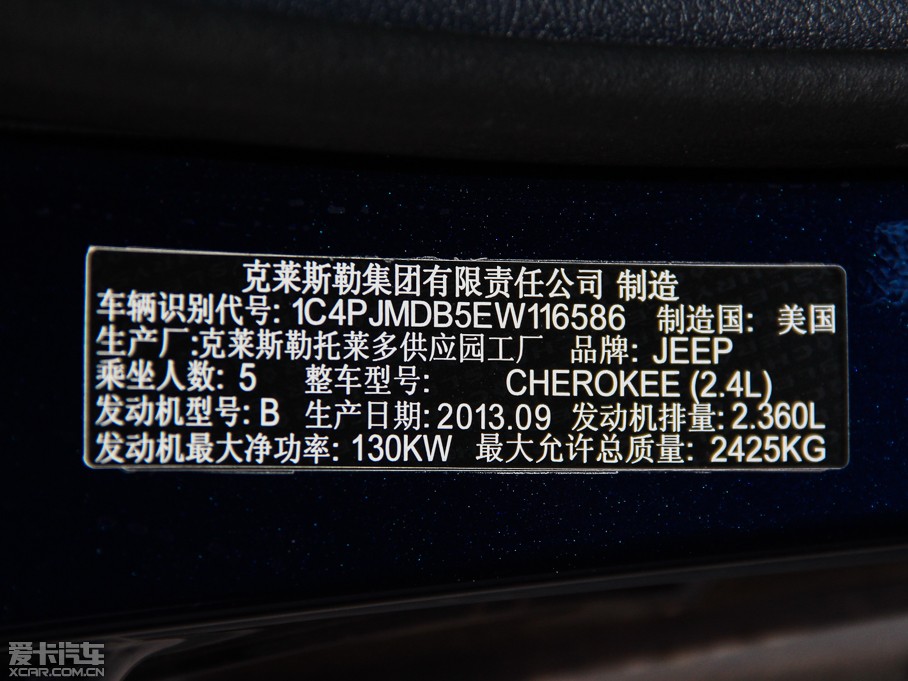 克莱斯勒集团有限责任公司 制造
车辆识别代号: 1C4PJMDB5EW116586 制造国: 美国
生产厂:克莱斯勒托莱多供应园工厂 品牌: JEEP
乘坐人数: 5 整车型号: CHEROKEE (2.4L)
发动机型号: B 生产日期: 2013.09 发动机排量: 2.360L
发动机最大净功率: 130KW 最大允许总质量: 2425KG
爱卡汽车
XCAR.COM.CN